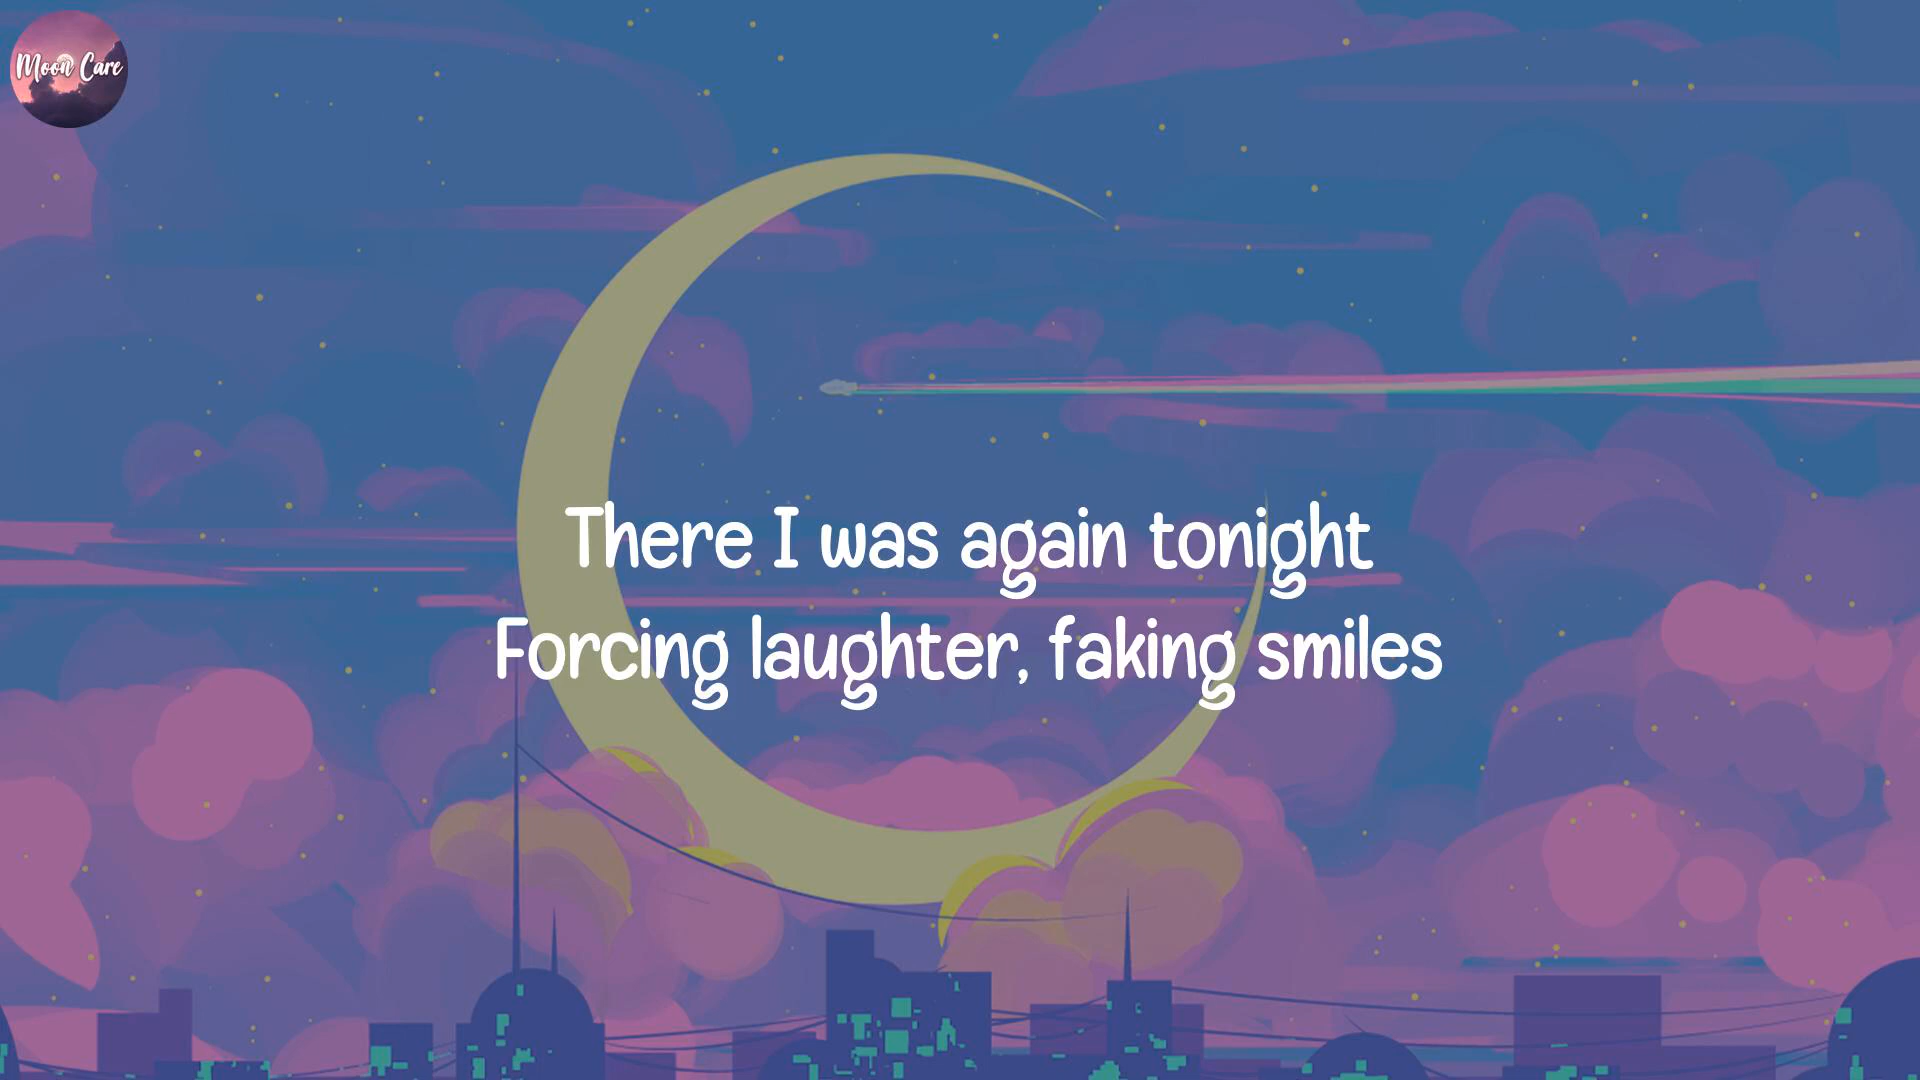 Moon Care
There I was again tonight
Forcing laughter, faking smiles